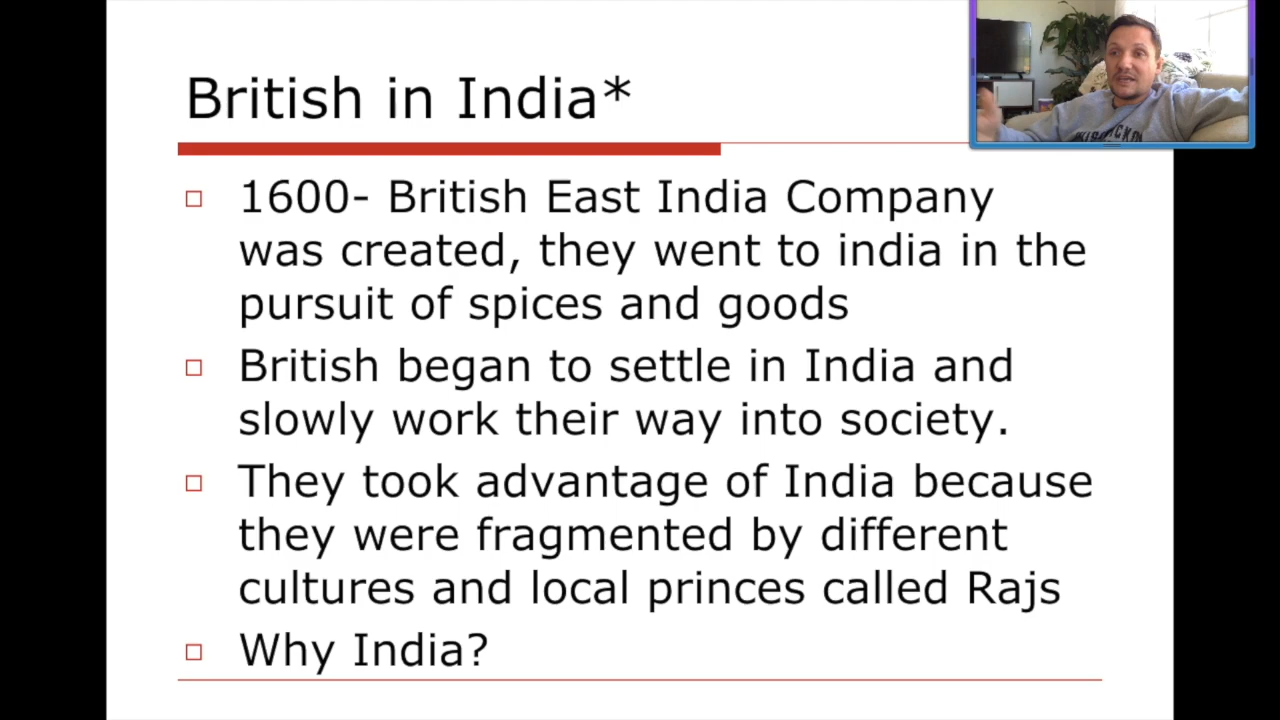 British in India*
1600- British East India Company
was created, they went to india in the
pursuit of spices and goods
British began to settle in India and
slowly work their way into society.
They took advantage of India because
they were fragmented by different
cultures and local princes called Rajs
Why India?